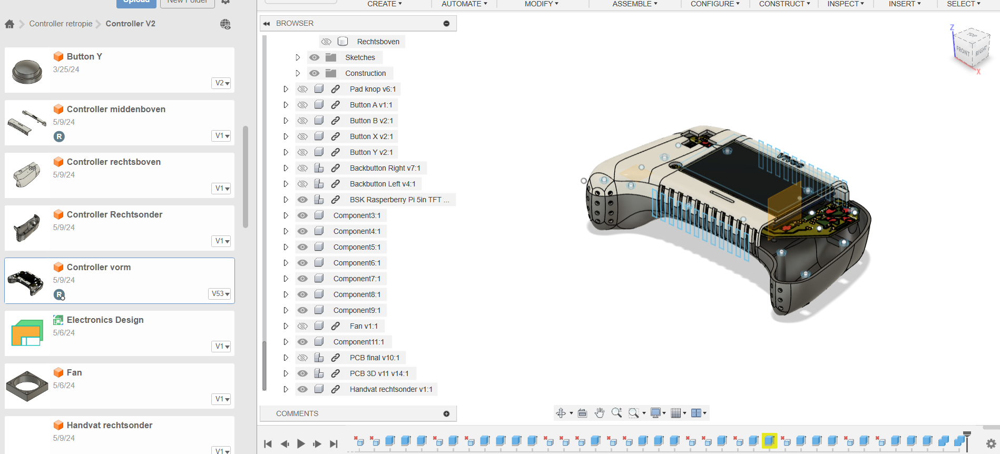 Upload
New Folder
Controller retropie
Controller V2
Button Y
3/25/24
V2
Controller middenboven
5/9/24
R
V1
Controller rechtsboven
5/9/24
V1
Controller Rechtsonder
5/9/24
V1
Controller vorm
5/9/24
R
V53
Electronics Design
5/6/24
V1
Fan
5/6/24
V1
Handvat rechtsonder
5/9/24
V1
CREATE
AUTOMATE
MODIFY
ASSEMBLE
CONFIGURE
CONSTRUCT
INSPECT
INSERT
SELECT
BROWSER
Rechtsboven
Sketches
Construction
Pad knop v6:1
Button A v1:1
Button B v2:1
Button X v2:1
Button Y v2:1
Backbutton Right v7:1
Backbutton Left v4:1
BSK Rasperberry Pi 5in TFT ...
Component3:1
Component4:1
Component5:1
Component6:1
Component7:1
Component8:1
Component9:1
Fan v1:1
Component11:1
PCB final v10:1
PCB 3D v11 v14:1
Handvat rechtsonder v1:1
COMMENTS
Z
TOP
FRONT
RIGHT
X